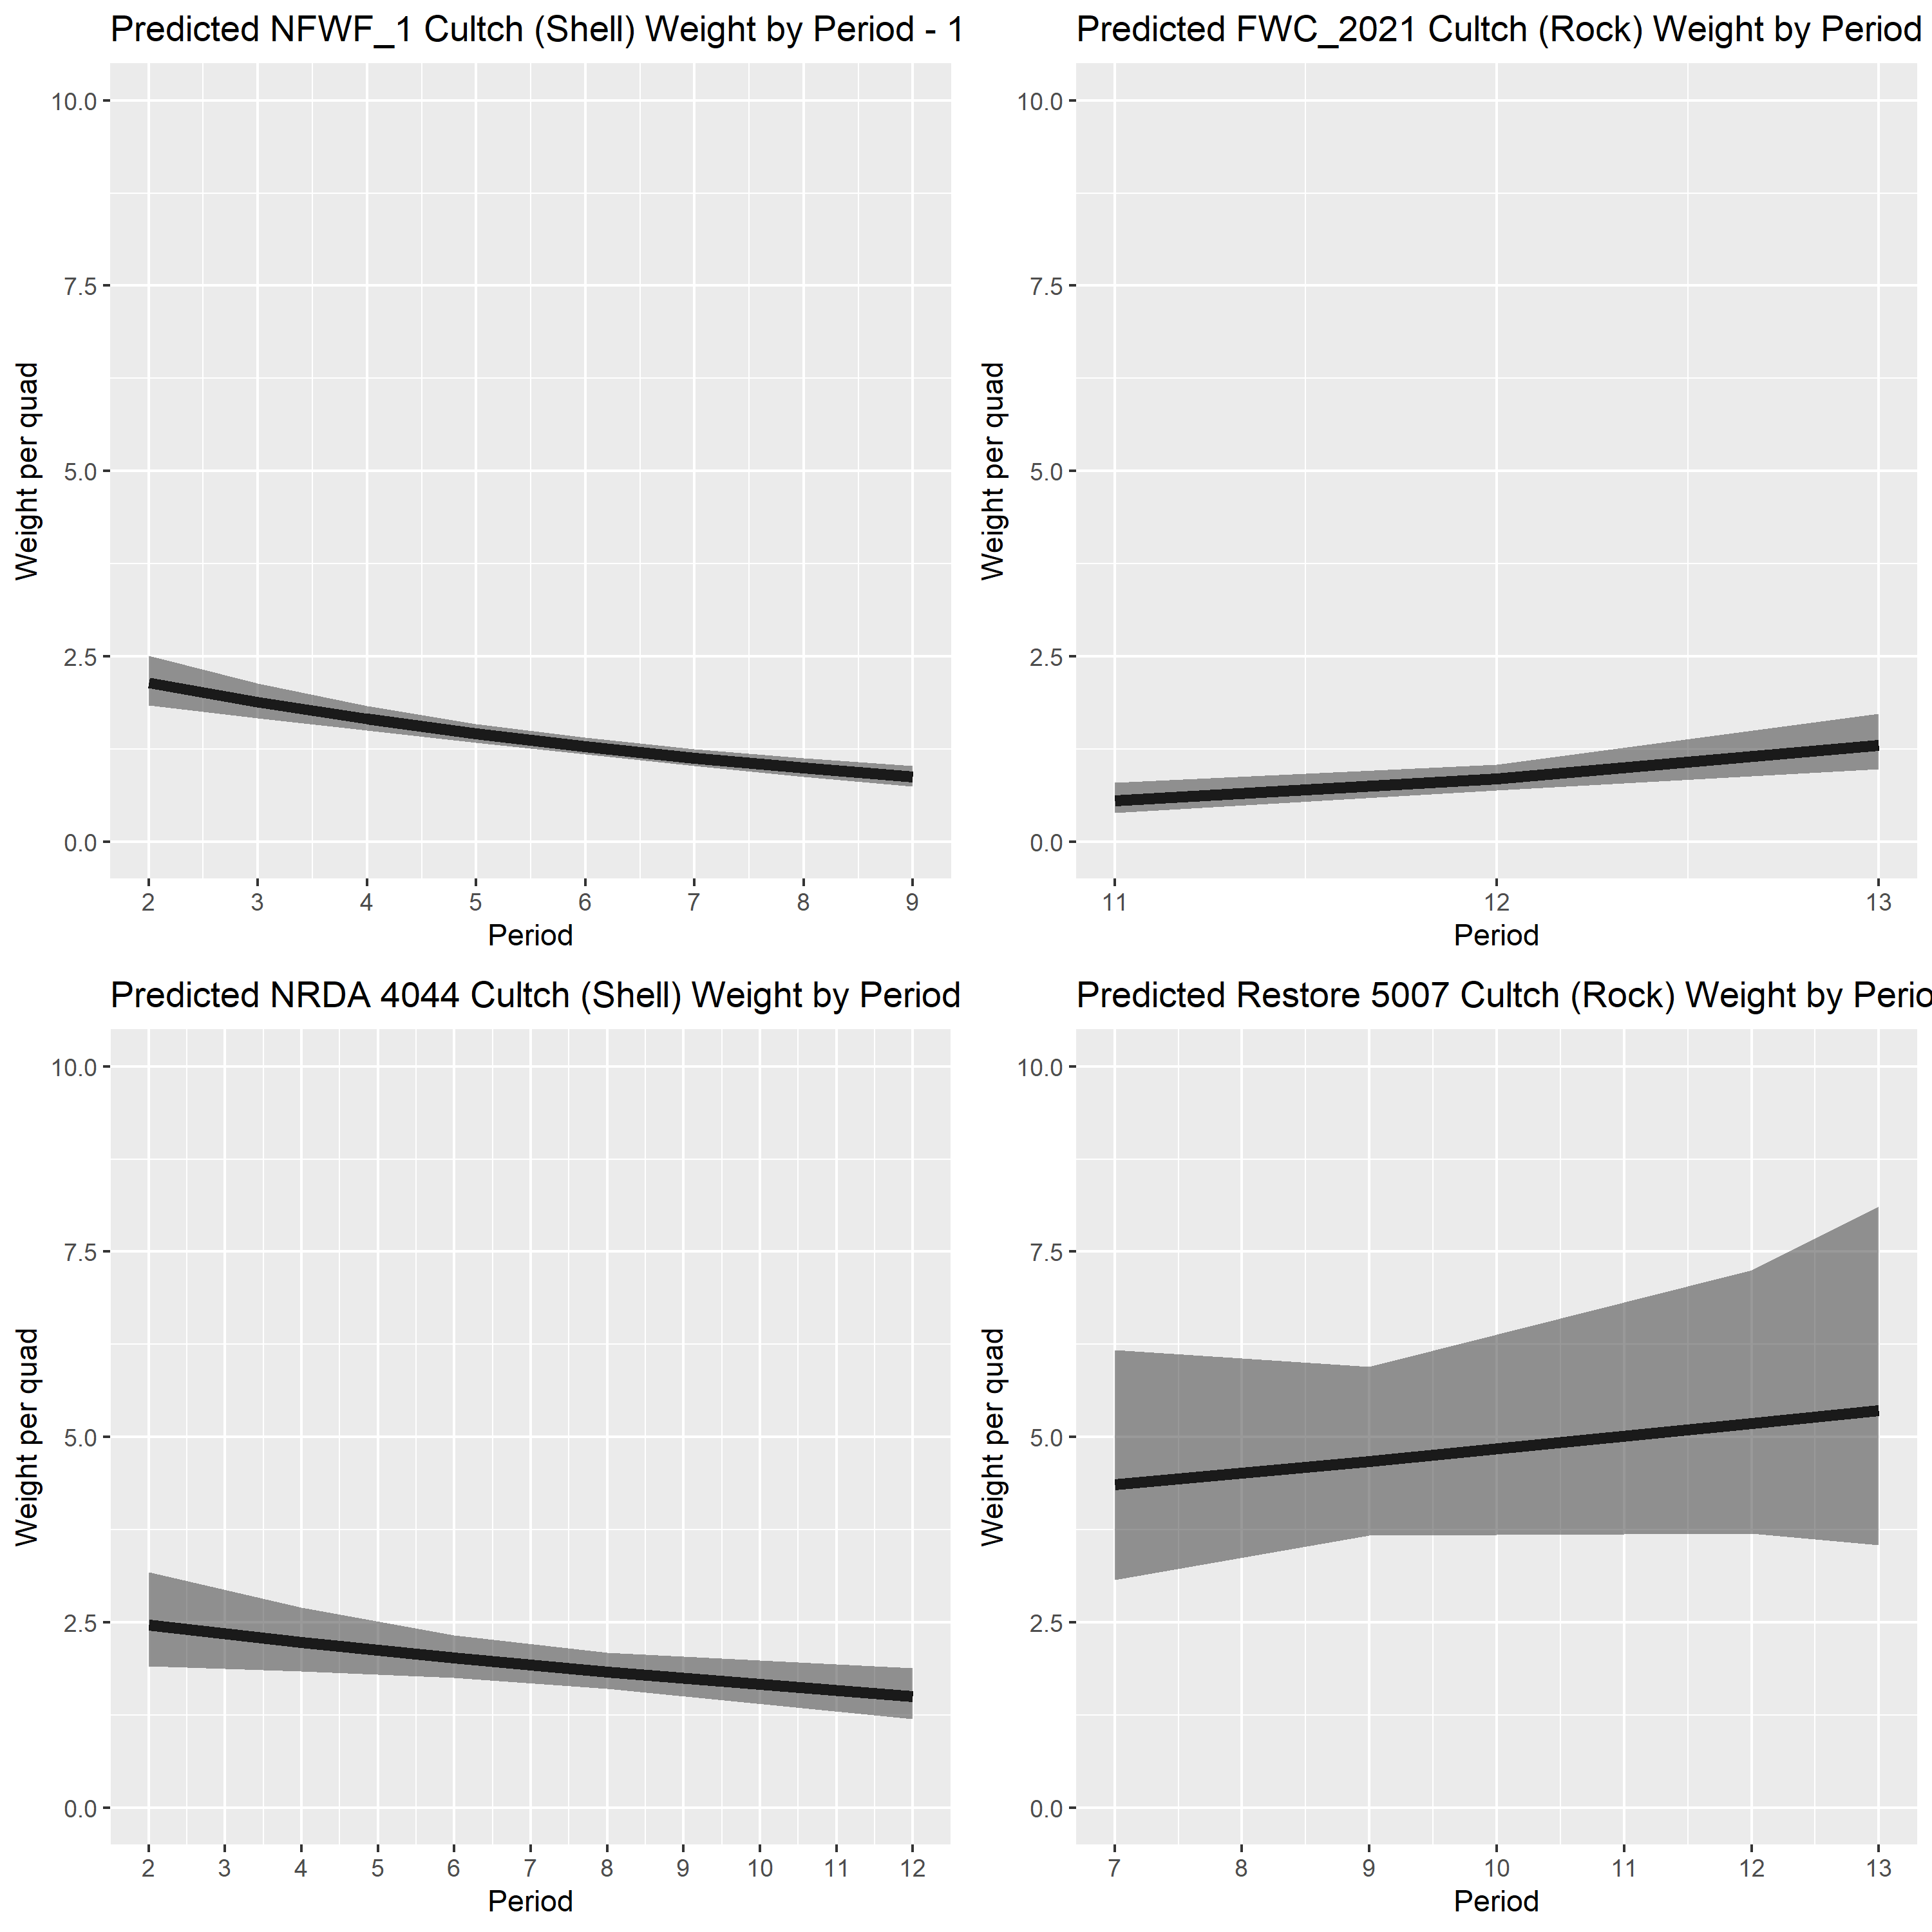 Predicted NFWF_1 Cultch (Shell) Weight by Period - 1
10.0
7.5
5.0
2.5
0.0
Weight per quad
2 3 4 5 6 7 8 9
Period
Predicted FWC_2021 Cultch (Rock) Weight by Period
10.0
7.5
5.0
2.5
0.0
Weight per quad
11 12 13
Period
Predicted NRDA 4044 Cultch (Shell) Weight by Period
10.0
7.5
5.0
2.5
0.0
Weight per quad
2 3 4 5 6 7 8 9 10 11 12
Period
Predicted Restore 5007 Cultch (Rock) Weight by Perio
10.0
7.5
5.0
2.5
0.0
Weight per quad
7 8 9 10 11 12 13
Period